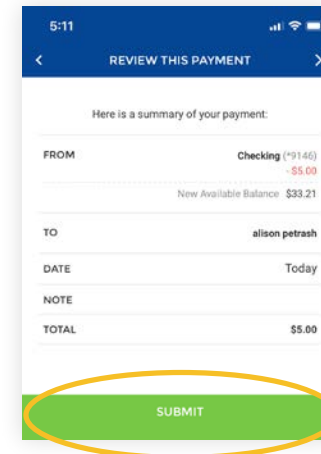 5:11
REVIEW THIS PAYMENT
Here is a summary of your payment:
FROM Checking (*9146)
-$5.00
New Available Balance $33.21
TO alison petrash
DATE Today
NOTE
TOTAL $5.00
SUBMIT